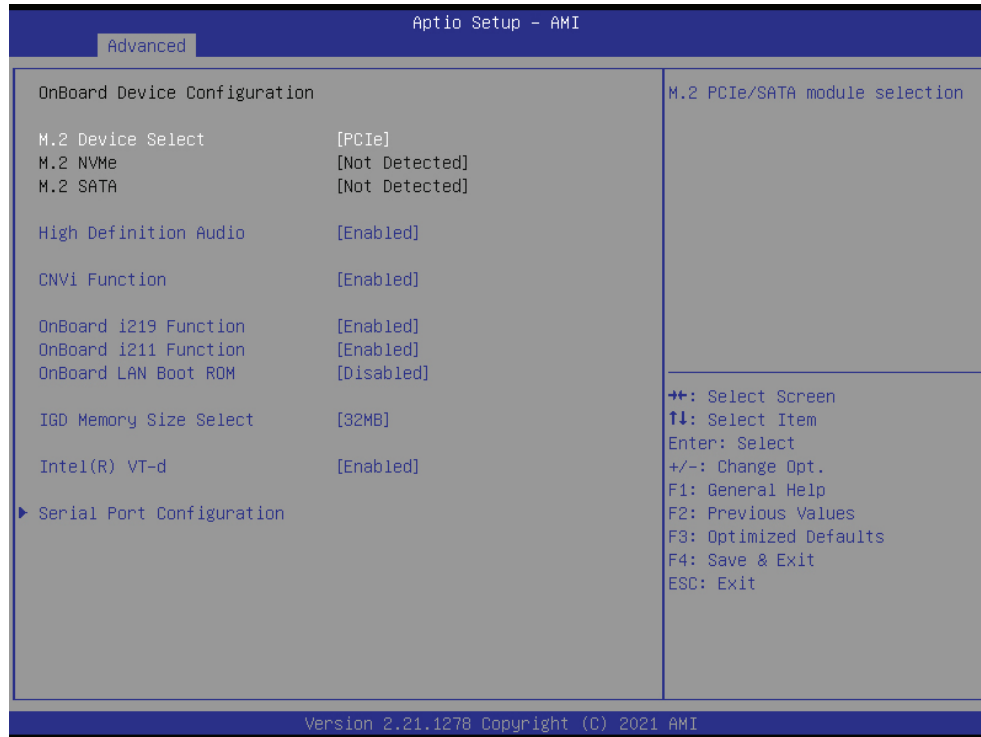 Aptio Setup – AMI
Advanced
OnBoard Device Configuration
M.2 Device Select [PCIe]
M.2 NVMe [Not Detected]
M.2 SATA [Not Detected]
High Definition Audio [Enabled]
CNVi Function [Enabled]
OnBoard i219 Function [Enabled]
OnBoard i211 Function [Enabled]
OnBoard LAN Boot ROM [Disabled]
IGD Memory Size Select [32MB]
Intel(R) VT-d [Enabled]
Serial Port Configuration
M.2 PCIe/SATA module selection
→←: Select Screen
↑↓: Select Item
Enter: Select
+/-: Change Opt.
F1: General Help
F2: Previous Values
F3: Optimized Defaults
F4: Save & Exit
ESC: Exit
Version 2.21.1278 Copyright (C) 2021 AMI